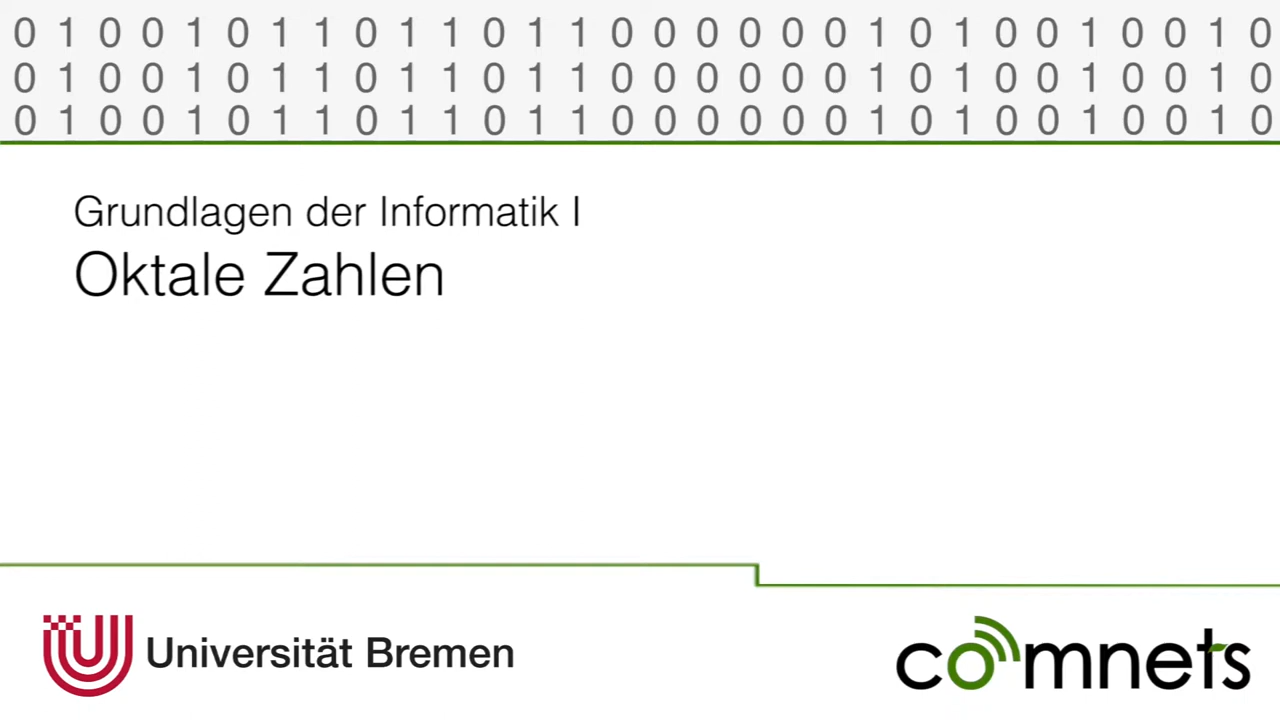 0 1 0 0 1 0 1 1 0 1 1 0 1 1 0 0 0 0 0 0 1 0 1 0 0 1 0 0 1 0
0 1 0 0 1 0 1 1 0 1 1 0 1 1 0 0 0 0 0 0 1 0 1 0 0 1 0 0 1 0
0 1 0 0 1 0 1 1 0 1 1 0 1 1 0 0 0 0 0 0 1 0 1 0 0 1 0 0 1 0
Grundlagen der Informatik I
Oktale Zahlen
Universität Bremen
comnets